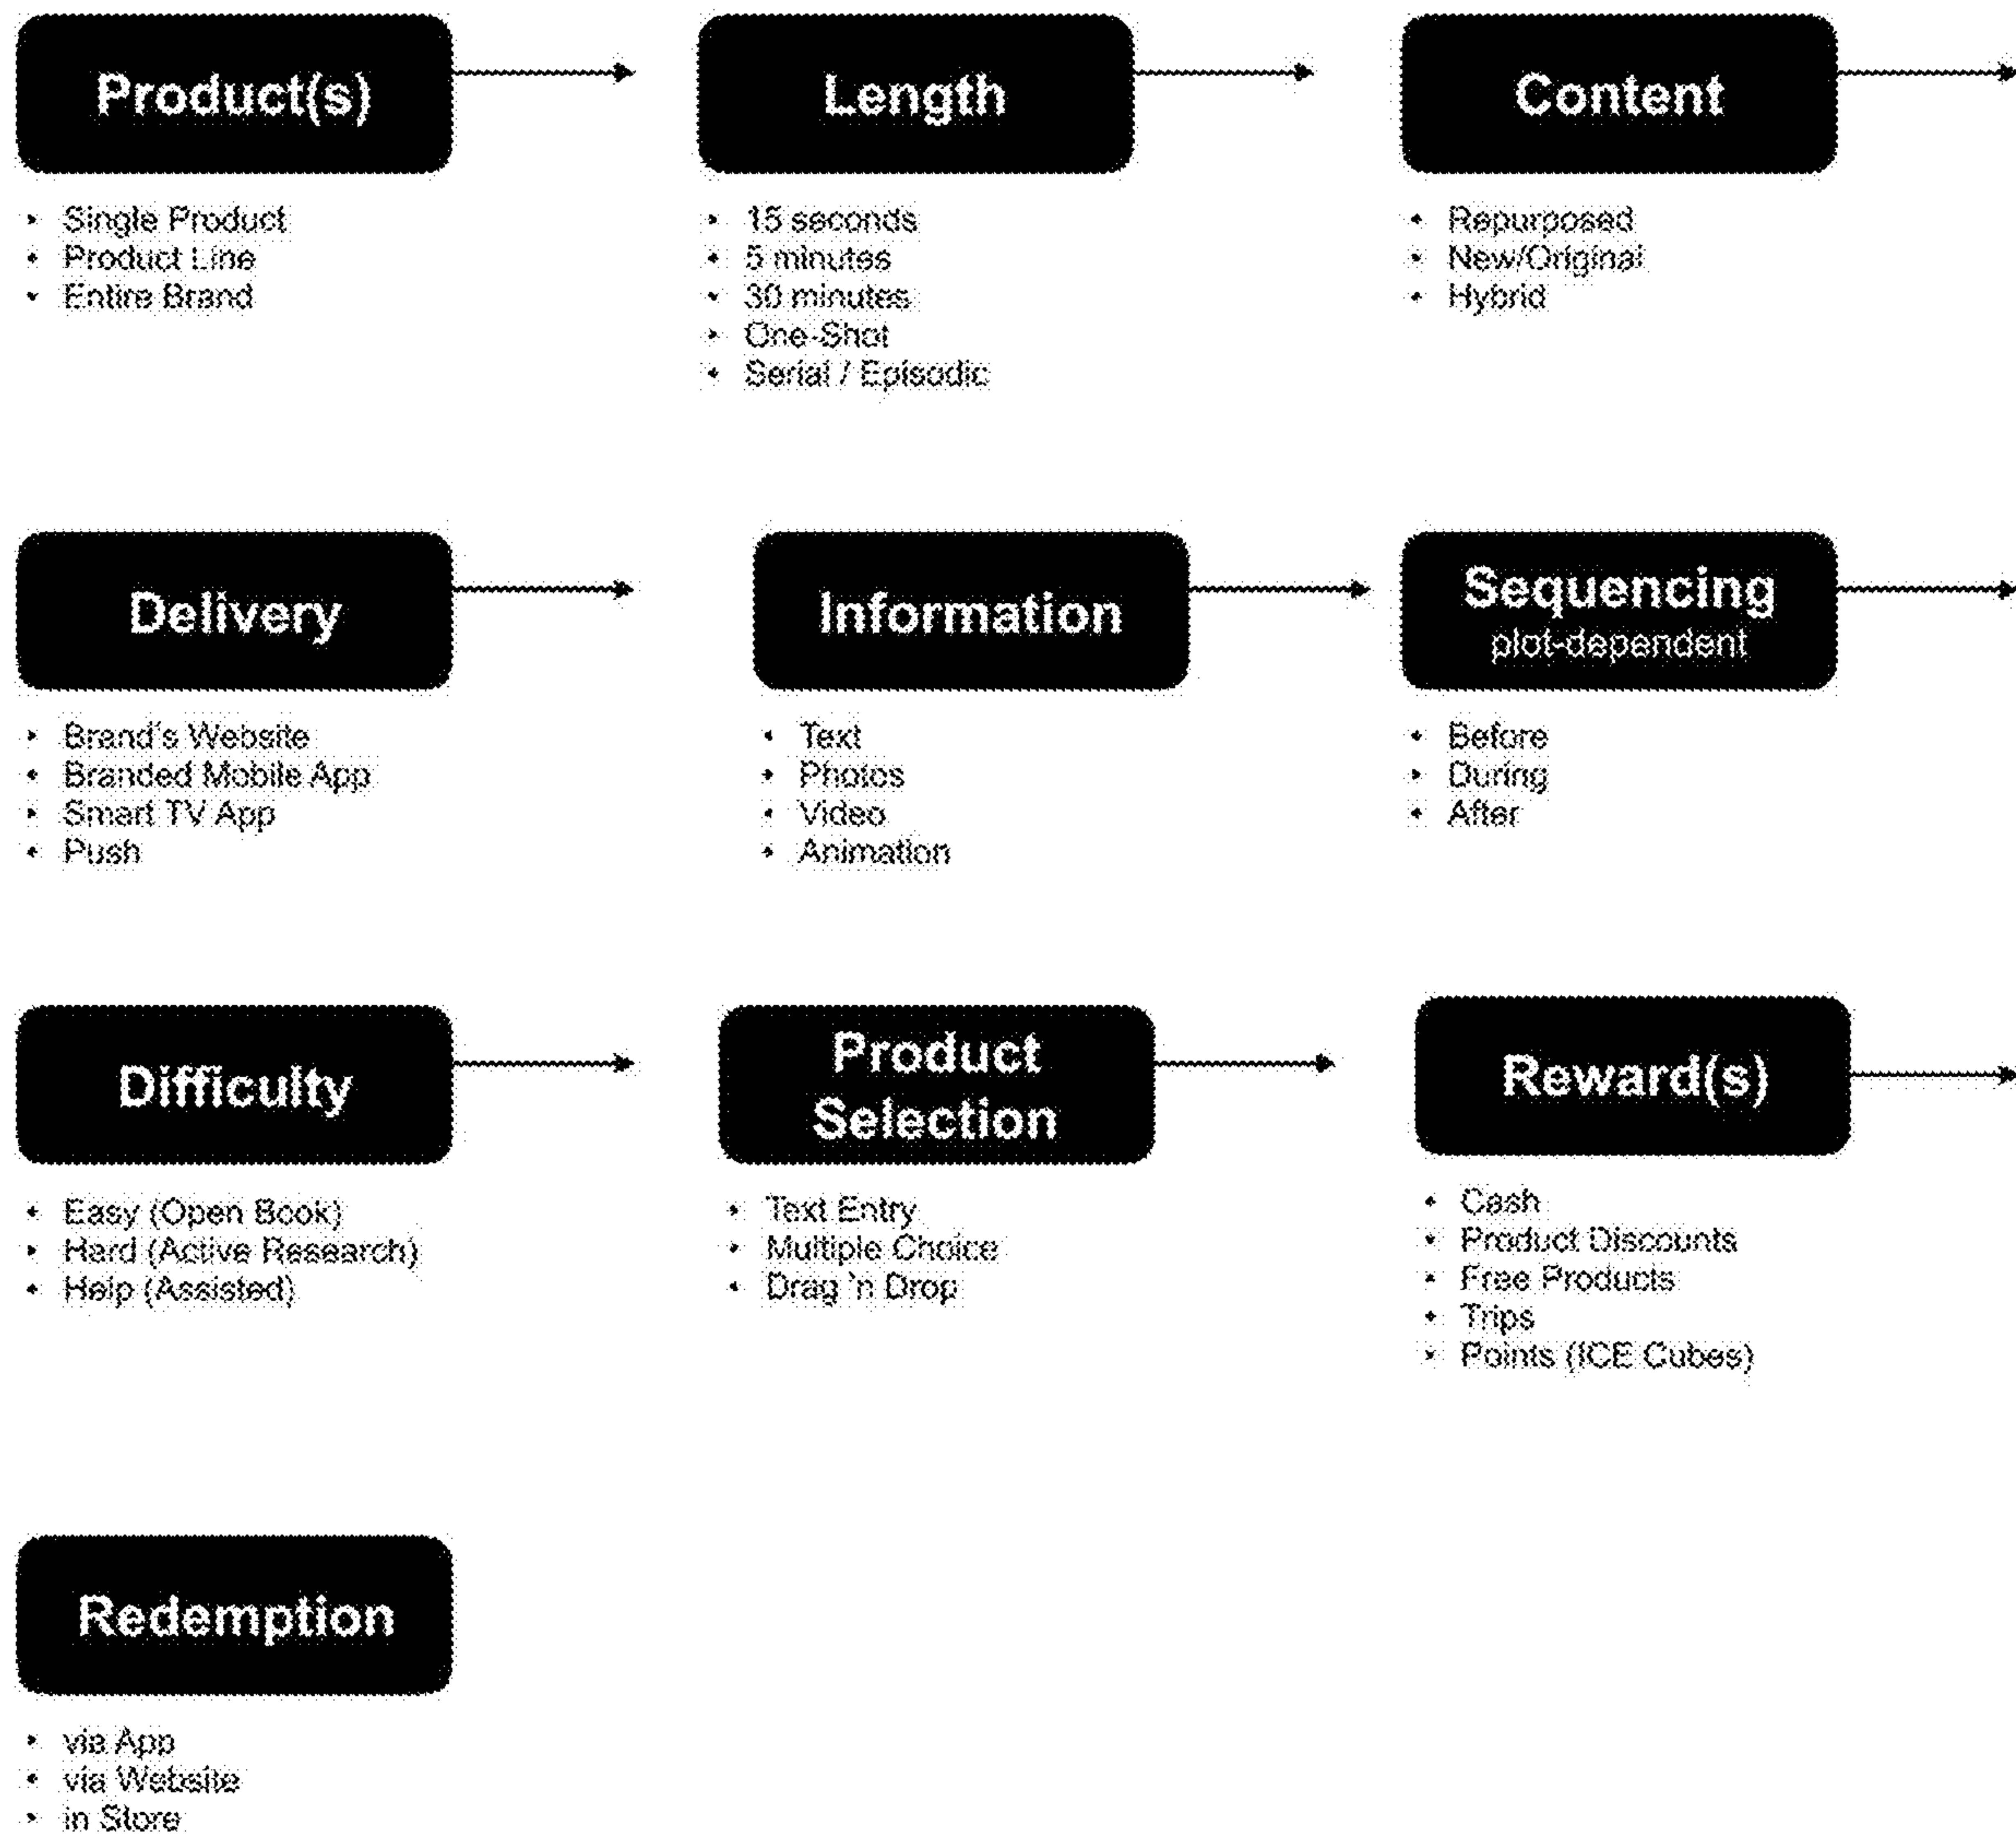 Product(s)
Length
Content
• Single Product
• Product Line
• Entire Brand
• 15 seconds
• 5 minutes
• 30 minutes
• One-Shot
• Serial / Episodic
• Repurposed
• New/Original
• Hybrid
Delivery
Information
Sequencing
plot-dependent
• Brand's Website
• Branded Mobile App
• Smart TV App
• Push
• Text
• Photos
• Video
• Animation
• Before
• During
• After
Difficulty
Product
Selection
Reward(s)
• Easy (Open Book)
• Hard (Active Research)
• Help (Assisted)
• Text Entry
• Multiple Choice
• Drag 'n Drop
• Cash
• Product Discounts
• Free Products
• Trips
• Points (ICE Cubes)
Redemption
• via App
• via Website
• in Store